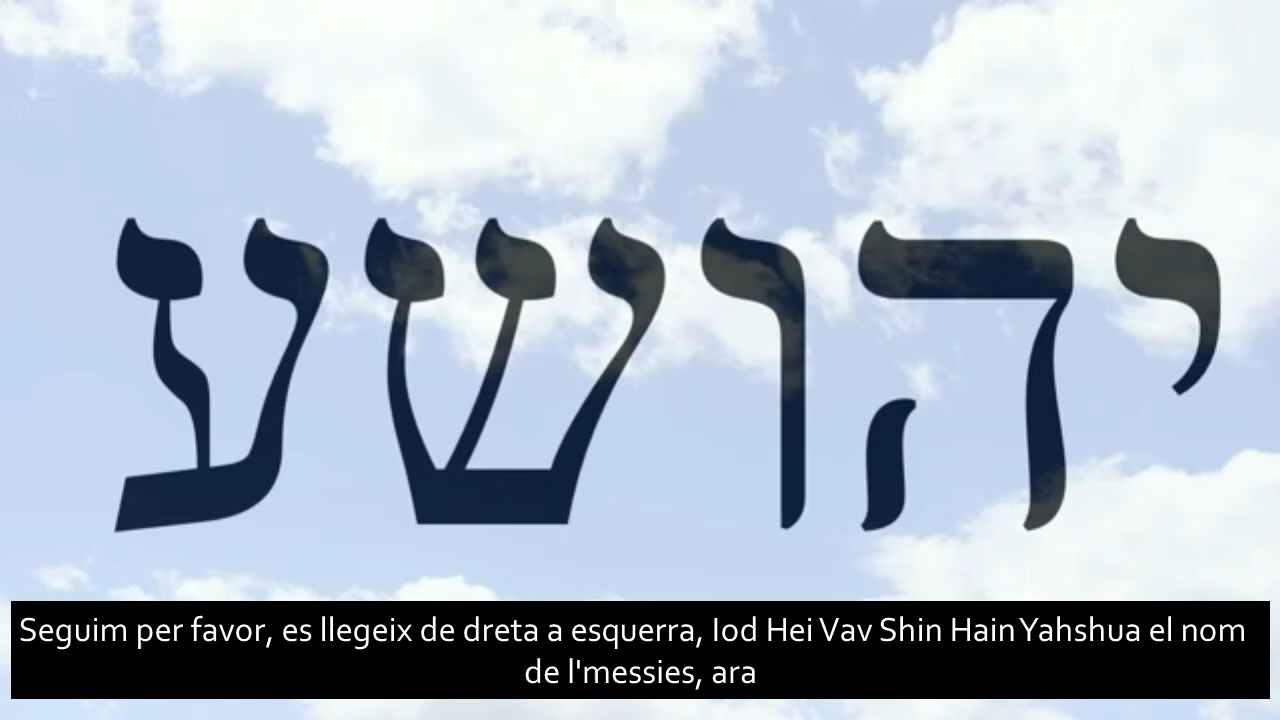 יהושע
Seguim per favor, es llegeix de dreta a esquerra, Iod Hei Vav Shin Hain Yahshua el nom
de l'messies, ara